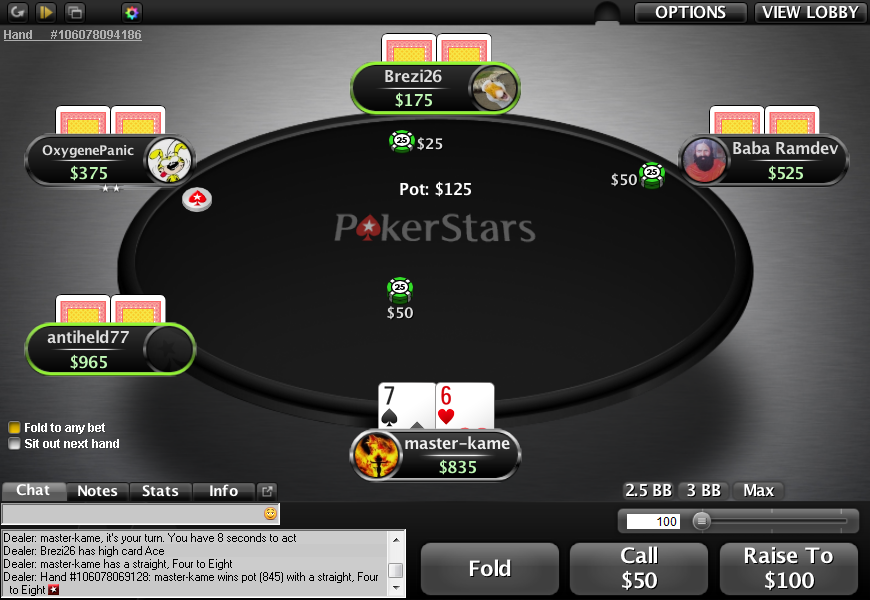 OPTIONS
VIEW LOBBY
Hand #106078094186
Brezi26
$175
OxygenePanic
$375
Baba Ramdev
$525
25
$25
$50
25
Pot: $125
PokerStars
25
$50
antiheld77
$965
7
6
master-kame
$835
Fold to any bet
Sit out next hand
Chat
Notes
Stats
Info
2.5 BB
3 BB
Max
100
Dealer: master-kame, it's your turn. You have 8 seconds to act
Dealer: Brezi26 has high card Ace
Dealer: master-kame has a straight, Four to Eight
Dealer: Hand #106078069128: master-kame wins pot (845) with a straight, Four
to Eight
Fold
Call
$50
Raise To
$100